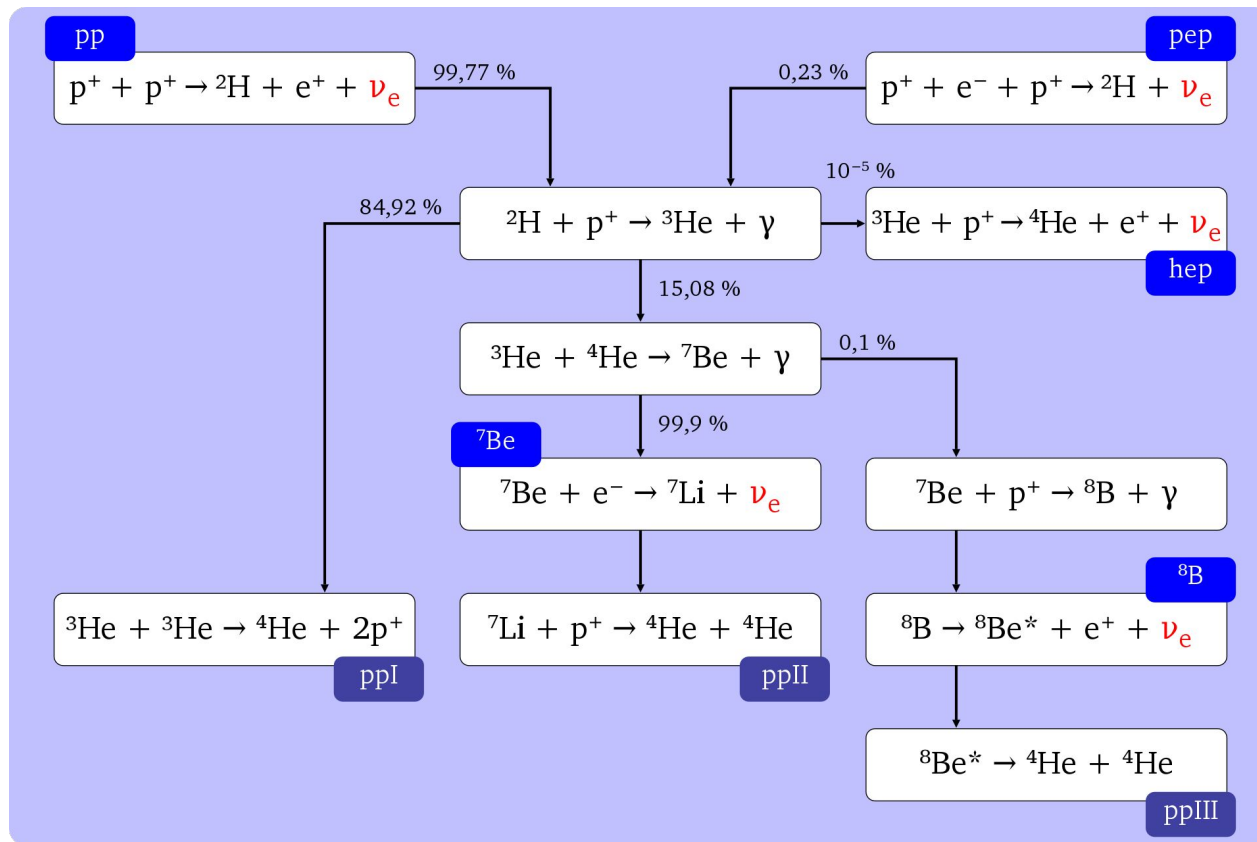 pp
p⁺ + p⁺ → ²H + e⁺ + νₑ
99,77 %
0,23 %
pep
p⁺ + e⁻ + p⁺ → ²H + νₑ
84,92 %
²H + p⁺ → ³He + γ
10⁻⁵ %
³He + p⁺ → ⁴He + e⁺ + νₑ
hep
15,08 %
³He + ⁴He → ⁷Be + γ
0,1 %
99,9 %
⁷Be
⁷Be + e⁻ → ⁷Li + νₑ
⁷Be + p⁺ → ⁸B + γ
³He + ³He → ⁴He + 2p⁺
ppI
⁷Li + p⁺ → ⁴He + ⁴He
ppII
⁸B
⁸B → ⁸Be* + e⁺ + νₑ
⁸Be* → ⁴He + ⁴He
ppIII